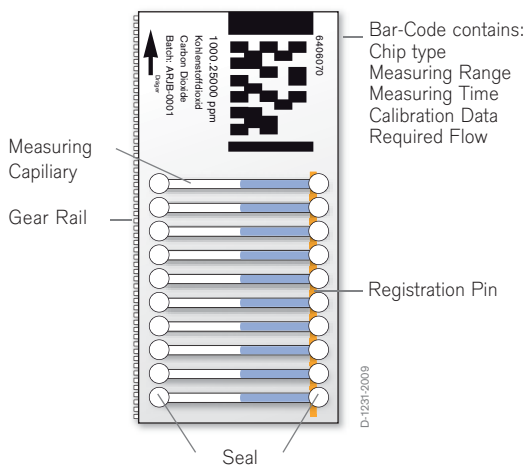 6406070
1000.25000 ppm
Kohlenstoffdioxid
Carbon Dioxide
Batch: ARJB-0001
Dräger
Bar-Code contains:
Chip type
Measuring Range
Measuring Time
Calibration Data
Required Flow
Measuring
Capiliary
Gear Rail
Registration Pin
D-1231-2009
Seal